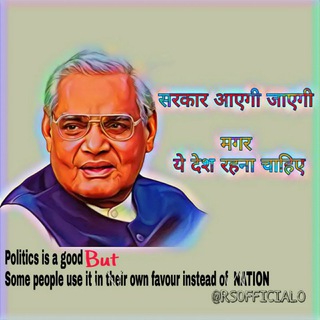 सरकार आएगी जाएगी
मगर
ये देश रहना चाहिए
Politics is a good But
Some people use it in their own favour instead of NATION
@RSOFFICIALO